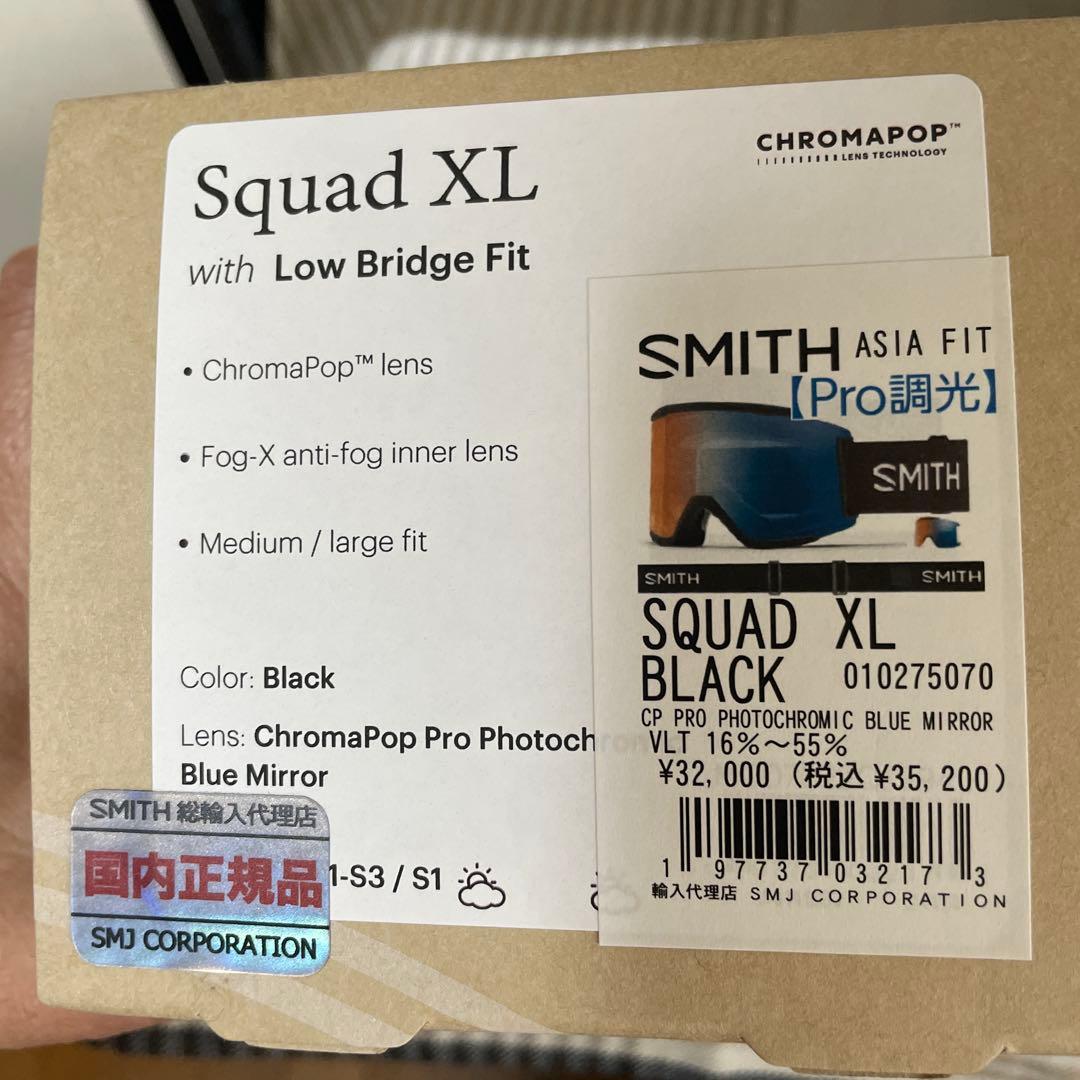 Squad XL
with Low Bridge Fit
CHROMAPOP™
LENS TECHNOLOGY
• ChromaPop™ lens
• Fog-X anti-fog inner lens
• Medium / large fit
Color: Black
Lens: ChromaPop Pro Photochrom
Blue Mirror
1-S3 / S1
SMITH 総輸入代理店
国内正規品
SMJ CORPORATION
SMITH ASIA FIT
【Pro調光】
SMITH
SMITH SMITH
SQUAD XL
BLACK 010275070
CP PRO PHOTOCHROMIC BLUE MIRROR
VLT 16%～55%
¥32,000 (税込 ¥35,200)
1 97737 03217 3
輸入代理店 SMJ CORPORATION